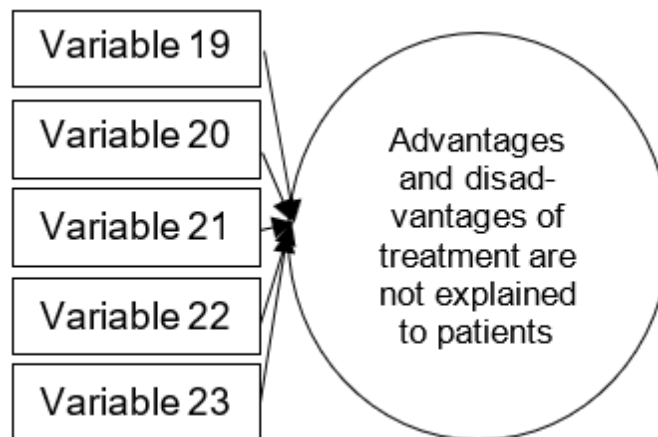 Variable 19
Variable 20
Variable 21
Variable 22
Variable 23
Advantages
and disad-
vantages of
treatment are
not explained
to patients